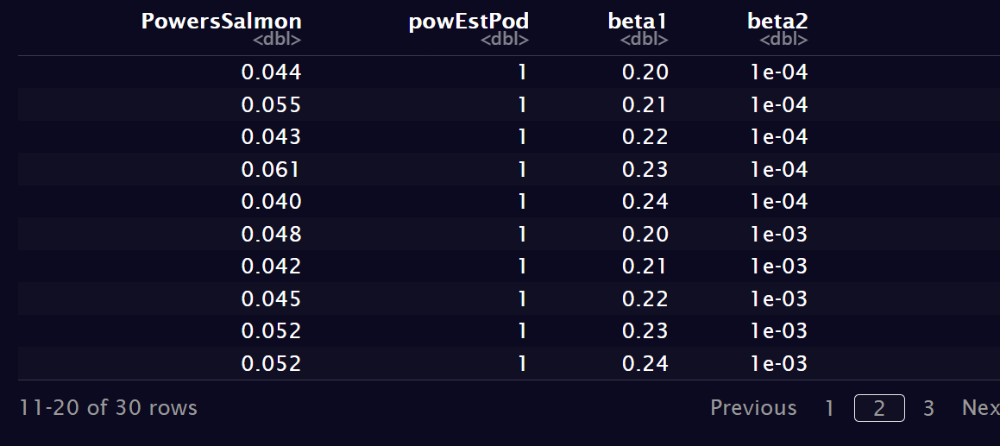 PowersSalmon powEstPod beta1 beta2
<dbl> <dbl> <dbl> <dbl>
0.044 1 0.20 1e-04
0.055 1 0.21 1e-04
0.043 1 0.22 1e-04
0.061 1 0.23 1e-04
0.040 1 0.24 1e-04
0.048 1 0.20 1e-03
0.042 1 0.21 1e-03
0.045 1 0.22 1e-03
0.052 1 0.23 1e-03
0.052 1 0.24 1e-03
11-20 of 30 rows Previous 1 2 3 Nex